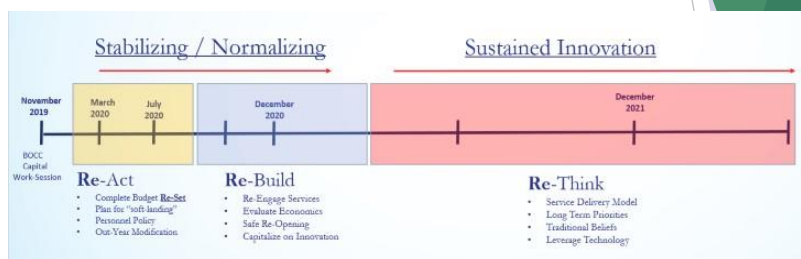 Stabilizing / Normalizing
Sustained Innovation
November
2019
March
2020
July
2020
December
2020
December
2021
BOCC
Capital
Work-Session
Re-Act
• Complete Budget Re-Set
• Plan for "soft-landing"
• Personnel Policy
• Out-Year Modification
Re-Build
• Re-Engage Services
• Evaluate Economics
• Safe Re-Opening
• Capitalize on Innovation
Re-Think
• Service Delivery Model
• Long Term Priorities
• Traditional Beliefs
• Leverage Technology